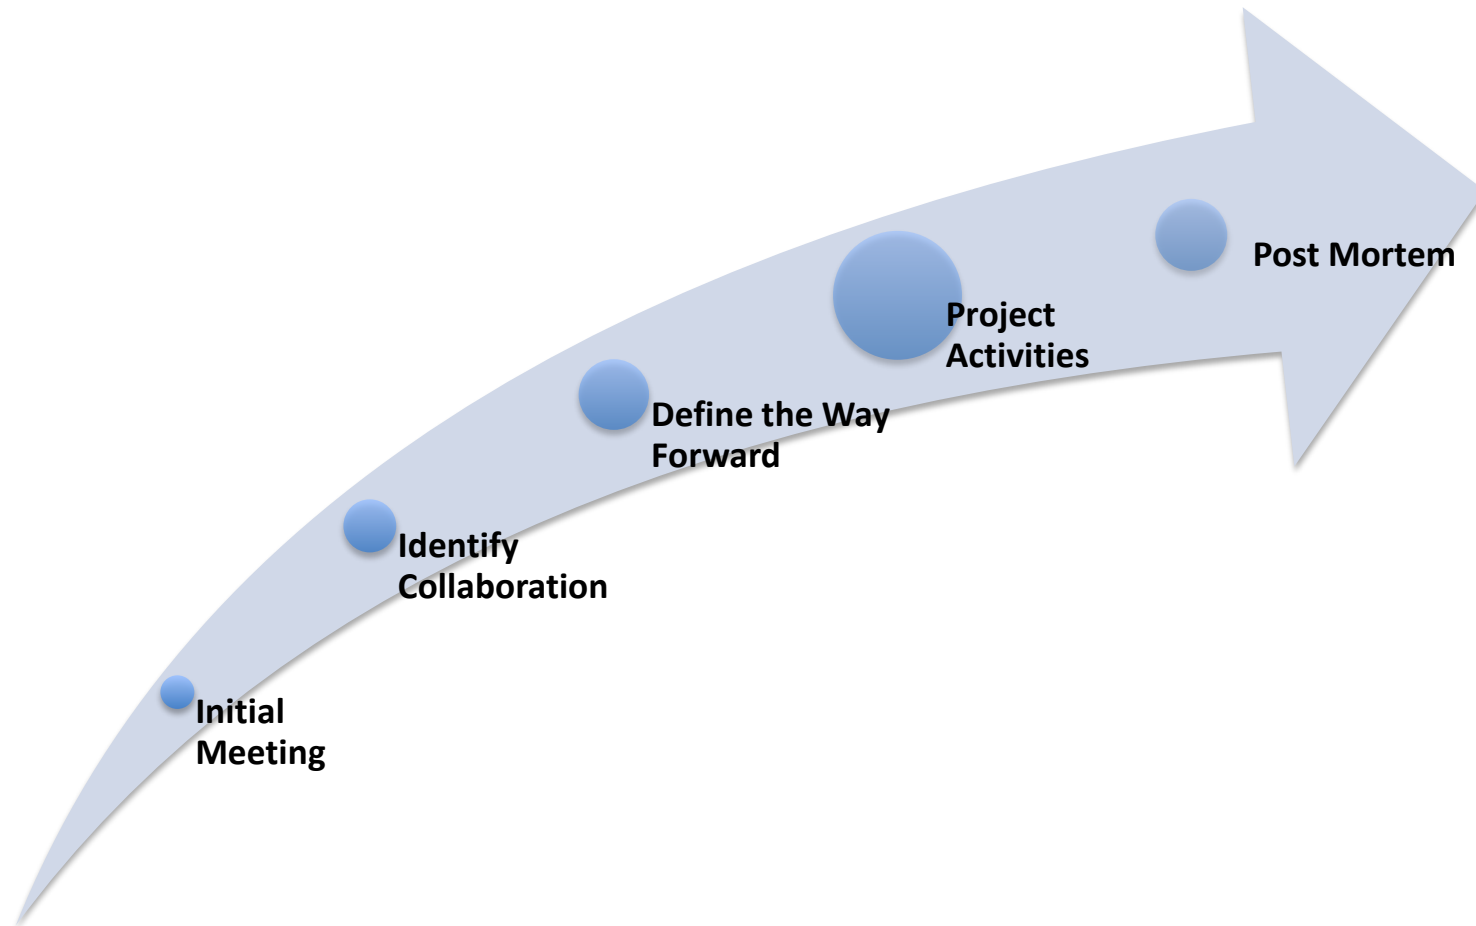 Initial
Meeting
Identify
Collaboration
Define the Way
Forward
Project
Activities
Post Mortem